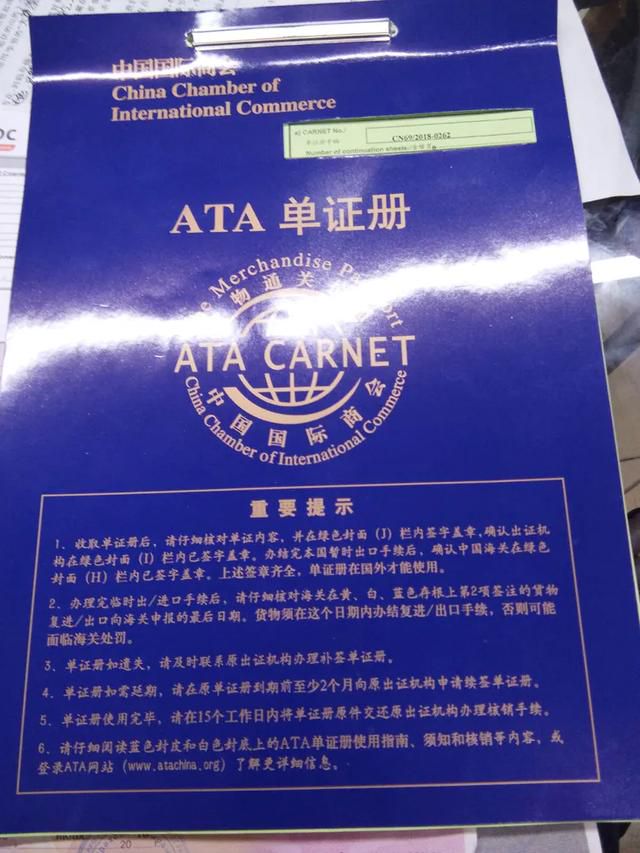 中国国际商会
China Chamber of
International Commerce
a) CARNET No./
CN69/2018-0262
单证册号码
Number of continuation sheets/
ATA 单证册
Merchandise
物通关
ATA CARNET
中国国际商会
China Chamber of International Commerce
重要提示
1、收取单证册后，请仔细核对单证内容，并在绿色封面（J）栏内签字盖章，确认出证机
构在绿色封面（I）栏内已签字盖章。办结完本国暂时出口手续后，确认中国海关在绿色
封面（H）栏内已签字盖章。上述签章齐全，单证册在国外才能使用。
2、办理完临时出/进口手续后，请仔细核对海关在黄、白、蓝色存根上第2项签注的货物
复进/出口向海关申报的最后日期。货物须在这个日期内办结复进/出口手续，否则可能
面临海关处罚。
3、单证册如遗失，请及时联系原出证机构办理补签单证册。
4、单证册如需延期，请在原单证册到期前至少2个月向原出证机构申请续签单证册。
5、单证册使用完毕，请在15个工作日内将单证册原件交还原出证机构办理核销手续。
6、请仔细阅读蓝色封皮和白色封底上的ATA单证册使用指南、须知和核销等内容，或
登录ATA网站（www.atachina.org）了解更详细信息。
20